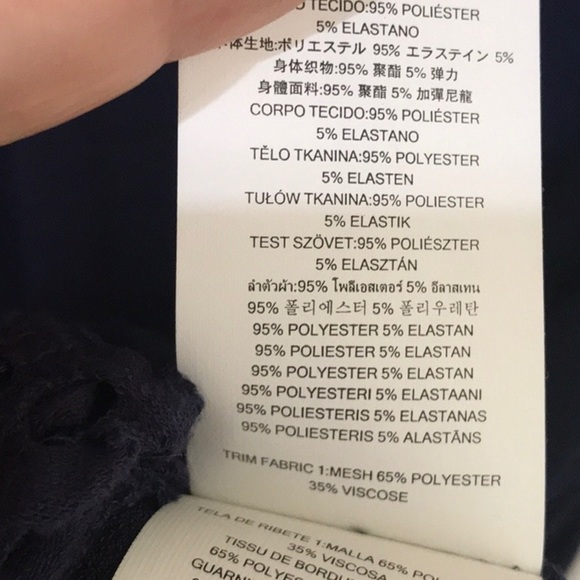 TECIDO:95% POLIÉSTER
5% ELASTANO
体生地:ポリエステル 95% エラステイン 5%
身体织物:95% 聚酯 5% 弹力
身體面料:95% 聚酯 5% 加彈尼龍
CORPO TECIDO:95% POLIÉSTER
5% ELASTANO
TĚLO TKANINA:95% POLYESTER
5% ELASTEN
TUŁÓW TKANINA:95% POLIESTER
5% ELASTIK
TEST SZÖVET:95% POLIÉSZTER
5% ELASZTÁN
ลำตัวผ้า:95% โพลีเอสเตอร์ 5% อีลาสเทน
95% 폴리에스터 5% 폴리우레탄
95% POLYESTER 5% ELASTAN
95% POLIESTER 5% ELASTAN
95% POLYESTER 5% ELASTAN
95% POLYESTERI 5% ELASTAANI
95% POLIESTERIS 5% ELASTANAS
95% POLIESTERIS 5% ALASTĀNS
TRIM FABRIC 1:MESH 65% POLYESTER
35% VISCOSE
TELA DE RIBETE 1:MALLA 65%
35% VISCOSA
TISSU DE
65%